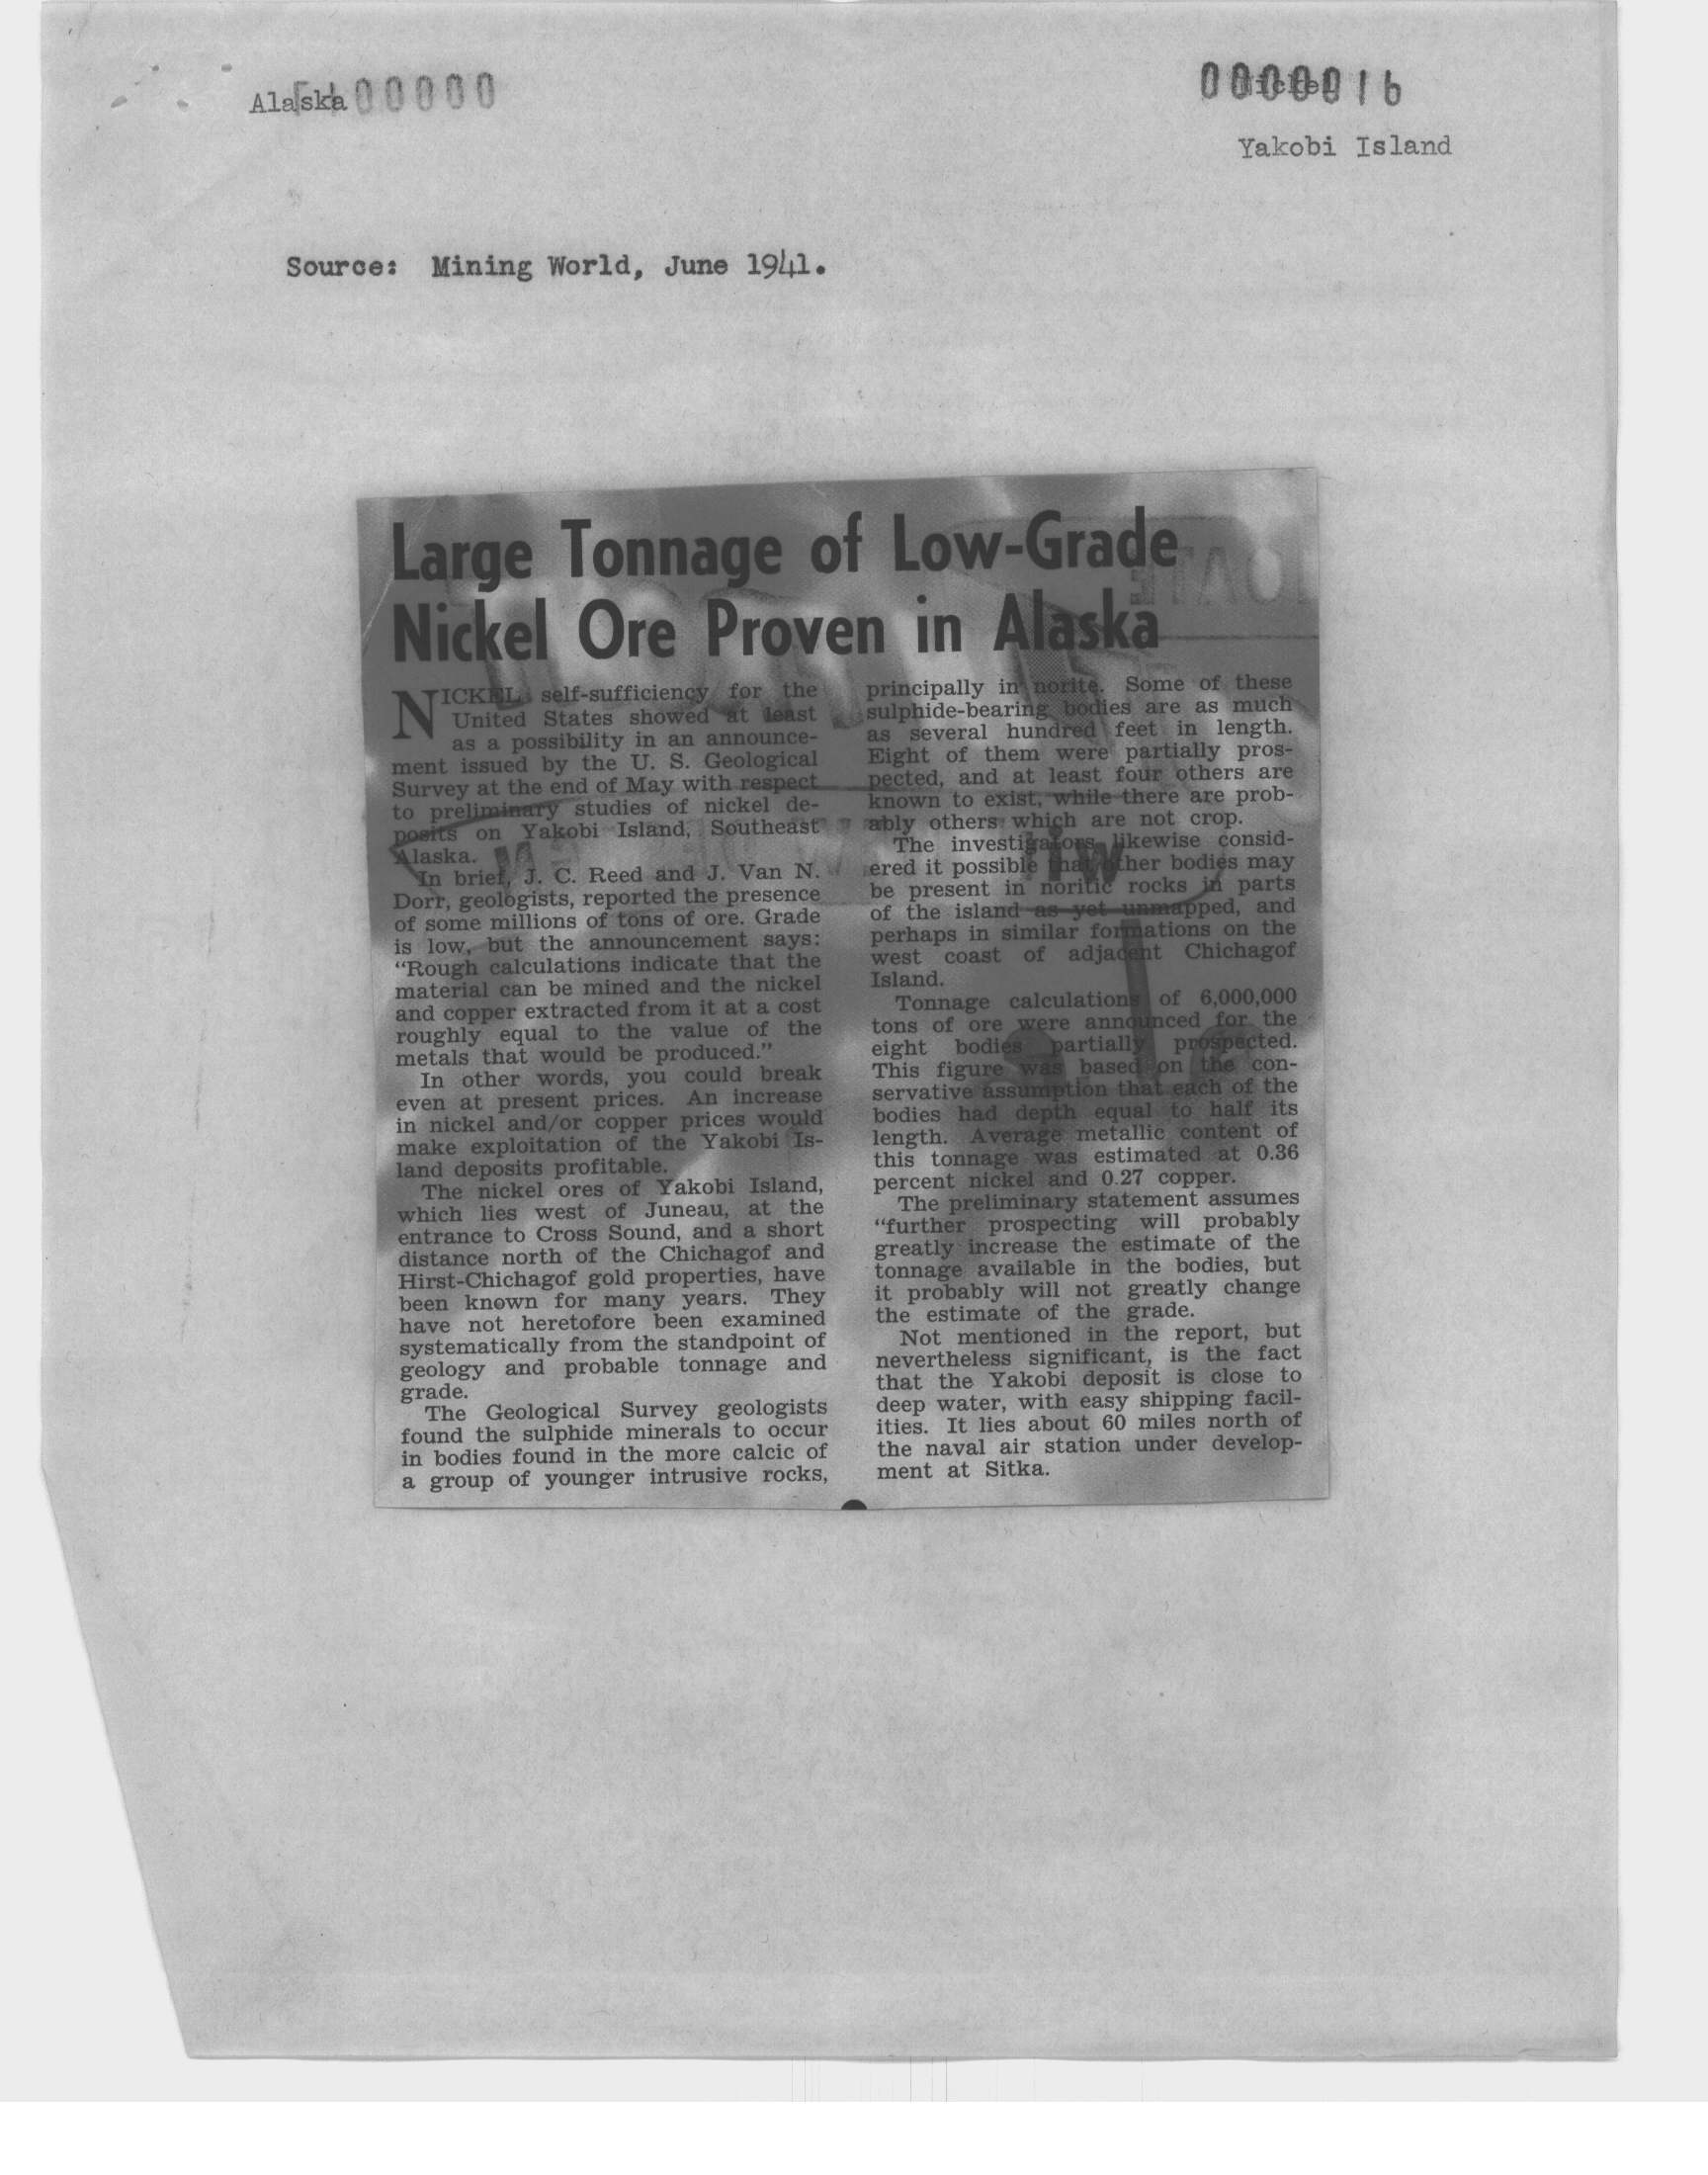 Alaska 00000
0000016
Yakobi Island
Source: Mining World, June 1941.
Large Tonnage of Low-Grade
Nickel Ore Proven in Alaska
NICKEL self-sufficiency for the
United States showed at least
as a possibility in an announce-
ment issued by the U. S. Geological
Survey at the end of May with respect
to preliminary studies of nickel de-
posits on Yakobi Island, Southeast
Alaska.
In brief, J. C. Reed and J. Van N.
Dorr, geologists, reported the presence
of some millions of tons of ore. Grade
is low, but the announcement says:
“Rough calculations indicate that the
material can be mined and the nickel
and copper extracted from it at a cost
roughly equal to the value of the
metals that would be produced.”
In other words, you could break
even at present prices. An increase
in nickel and/or copper prices would
make exploitation of the Yakobi Is-
land deposits profitable.
The nickel ores of Yakobi Island,
which lies west of Juneau, at the
entrance to Cross Sound, and a short
distance north of the Chichagof and
Hirst-Chichagof gold properties, have
been known for many years. They
have not heretofore been examined
systematically from the standpoint of
geology and probable tonnage and
grade.
The Geological Survey geologists
found the sulphide minerals to occur
in bodies found in the more calcic of
a group of younger intrusive rocks,
principally in norite. Some of these
sulphide-bearing bodies are as much
as several hundred feet in length.
Eight of them were partially pros-
pected, and at least four others are
known to exist, while there are prob-
ably others which are not crop.
The investigators likewise consid-
ered it possible that other bodies may
be present in noritic rocks in parts
of the island as yet unmapped, and
perhaps in similar formations on the
west coast of adjacent Chichagof
Island.
Tonnage calculations of 6,000,000
tons of ore were announced for the
eight bodies partially prospected.
This figure was based on the con-
servative assumption that each of the
bodies had depth equal to half its
length. Average metallic content of
this tonnage was estimated at 0.36
percent nickel and 0.27 copper.
The preliminary statement assumes
“further prospecting will probably
greatly increase the estimate of the
tonnage available in the bodies, but
it probably will not greatly change
the estimate of the grade.
Not mentioned in the report, but
nevertheless significant, is the fact
that the Yakobi deposit is close to
deep water, with easy shipping facil-
ities. It lies about 60 miles north of
the naval air station under develop-
ment at Sitka.